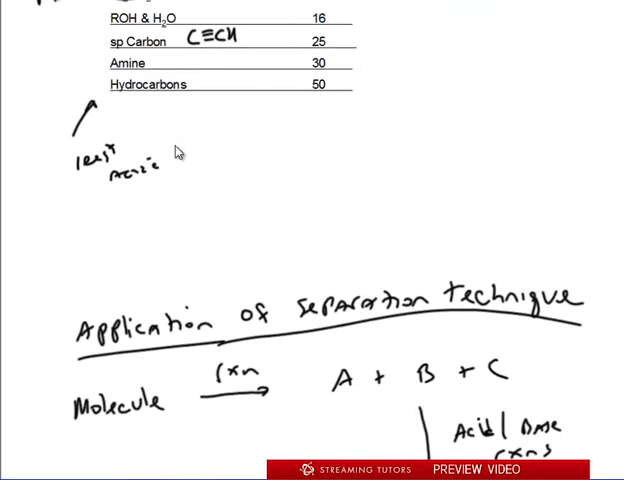 ROH & H₂O 16
sp Carbon C≡CH 25
Amine 30
Hydrocarbons 50
least
Acidic
Application of separation technique
Molecule rxn A + B + C
Acid / Base
rxns
STREAMING TUTORS PREVIEW VIDEO